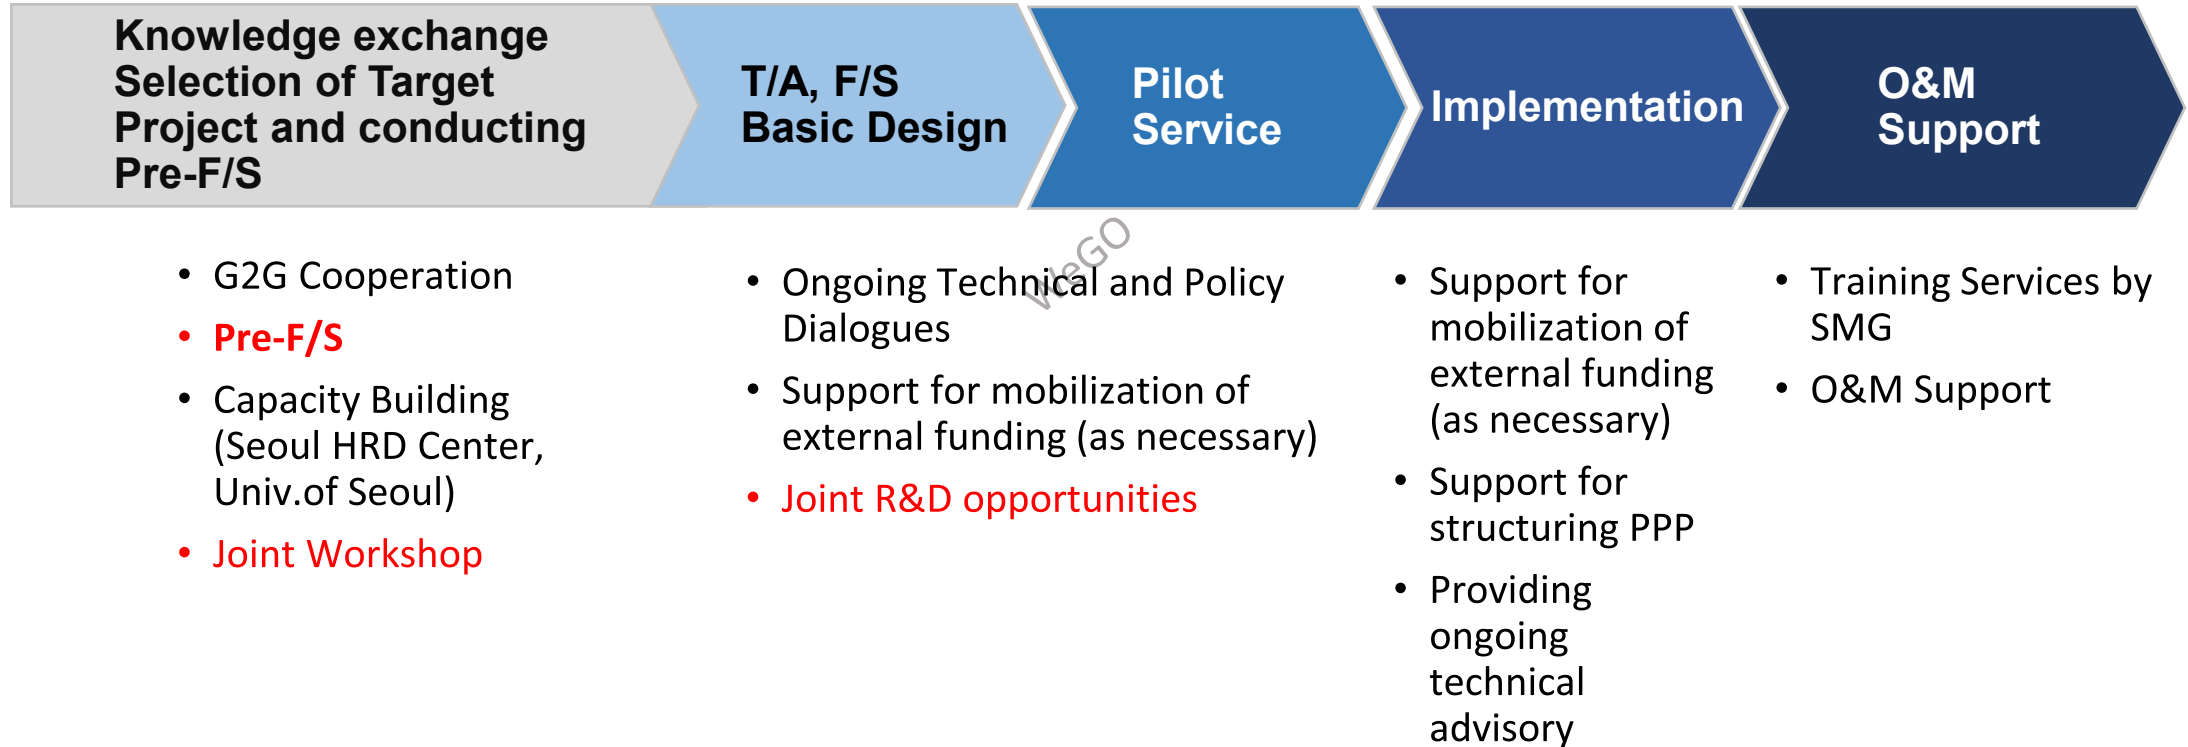 Knowledge exchange
Selection of Target
Project and conducting
Pre-F/S
T/A, F/S
Basic Design
Pilot
Service
Implementation
O&M
Support
• G2G Cooperation
• Pre-F/S
• Capacity Building
(Seoul HRD Center,
Univ.of Seoul)
• Joint Workshop
• Ongoing Technical and Policy
Dialogues
• Support for mobilization of
external funding (as necessary)
• Joint R&D opportunities
• Support for
mobilization of
external funding
(as necessary)
• Support for
structuring PPP
• Providing
ongoing
technical
advisory
• Training Services by
SMG
• O&M Support
WeGO